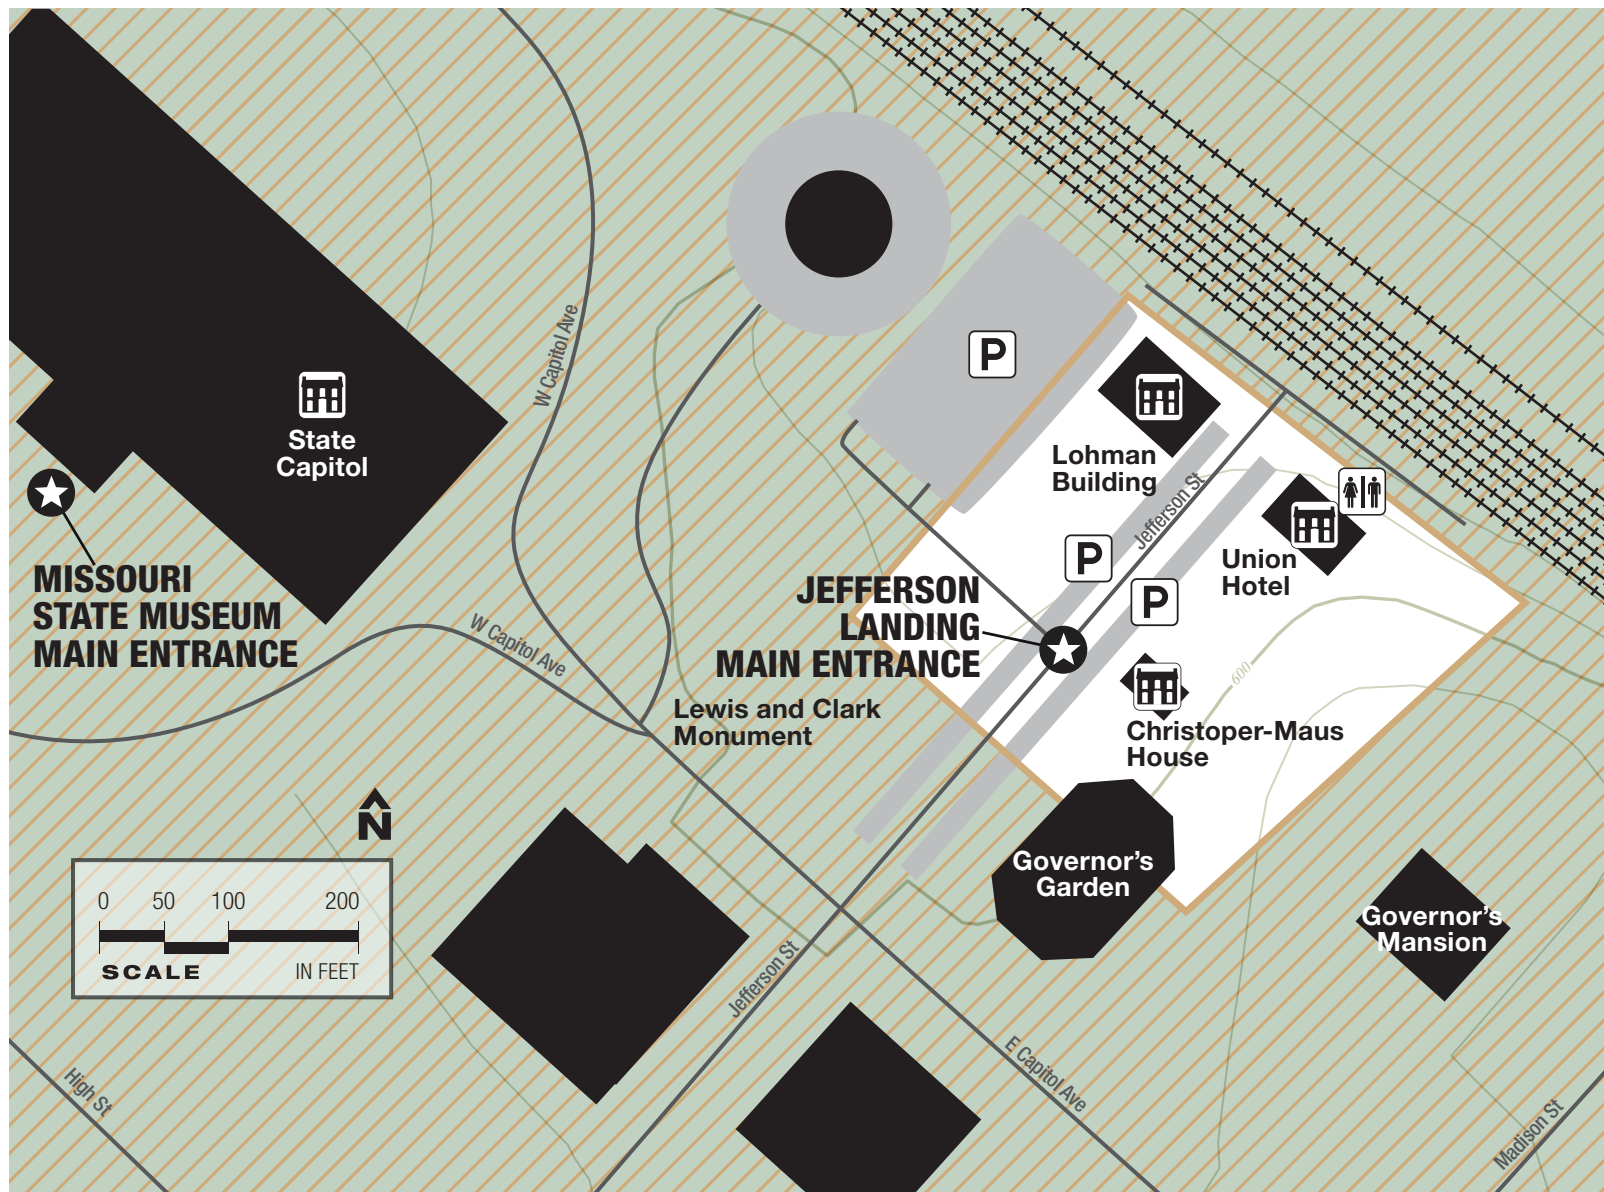 W Capitol Ave
P
State
Capitol
Lohman
Building
Jefferson St
P
Union
Hotel
MISSOURI
STATE MUSEUM
MAIN ENTRANCE
JEFFERSON
LANDING
MAIN ENTRANCE
P
W Capitol Ave
600
Lewis and Clark
Monument
Christoper-Maus
House
N
Governor's
Garden
Governor's
Mansion
0 50 100 200
SCALE IN FEET
Jefferson St
E Capitol Ave
High St
Madison St